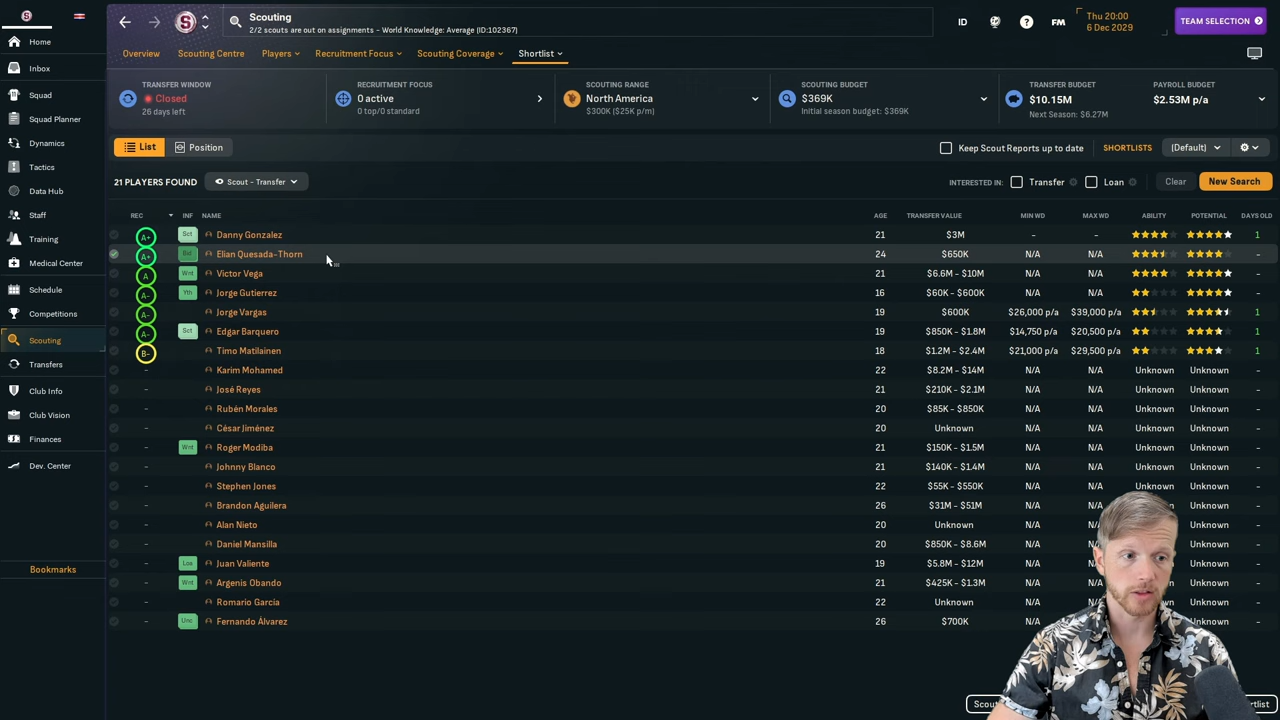 Scouting
2/2 scouts are out on assignments - World Knowledge: Average (ID:102367)
ID
FM
Thu 20:00
6 Dec 2029
TEAM SELECTION
Home
Inbox
Squad
Squad Planner
Dynamics
Tactics
Data Hub
Staff
Training
Medical Center
Schedule
Competitions
Scouting
Transfers
Club Info
Club Vision
Finances
Dev. Center
Bookmarks
Overview Scouting Centre Players Recruitment Focus Scouting Coverage Shortlist
TRANSFER WINDOW
Closed
26 days left
RECRUITMENT FOCUS
0 active
0 top/0 standard
SCOUTING RANGE
North America
$300K ($25K p/m)
SCOUTING BUDGET
$369K
Initial season budget: $369K
TRANSFER BUDGET
$10.15M
Next Season: $6.27M
PAYROLL BUDGET
$2.53M p/a
List Position
Keep Scout Reports up to date SHORTLISTS (Default)
21 PLAYERS FOUND Scout - Transfer INTERESTED IN: Transfer Loan Clear New Search
REC INF NAME AGE TRANSFER VALUE MIN WD MAX WD ABILITY POTENTIAL DAYS OLD
A+ Sct Danny Gonzalez 21 $3M - - 1
A+ Elian Quesada-Thorn 24 $650K N/A N/A -
A Wnt Victor Vega 21 $6.6M - $10M N/A N/A -
A- Yth Jorge Gutierrez 16 $60K - $600K N/A N/A -
A- Jorge Vargas 19 $600K $26,000 p/a $39,000 p/a 1
A- Sct Edgar Barquero 19 $850K - $1.8M $14,750 p/a $20,500 p/a 1
B- Timo Matilainen 18 $1.2M - $2.4M $21,000 p/a $29,500 p/a 1
- Karim Mohamed 22 $8.2M - $14M N/A N/A Unknown Unknown -
- José Reyes 21 $210K - $2.1M N/A N/A Unknown Unknown -
- Rubén Morales 20 $85K - $850K N/A N/A Unknown Unknown -
- César Jiménez 20 Unknown N/A N/A Unknown Unknown -
- Wnt Roger Modiba 21 $150K - $1.5M N/A N/A Unknown Unknown -
- Johnny Blanco 21 $140K - $1.4M N/A N/A Unknown Unknown -
- Stephen Jones 22 $55K - $550K N/A N/A Unknown Unknown -
- Brandon Aguilera 26 $31M - $51M N/A N/A Unknown -
- Alan Nieto 20 Unknown N/A N/A Unknown -
- Daniel Mansilla 20 $850K - $8.6M N/A N/A Unknown -
- Loa Juan Valiente 19 $5.8M - $12M N/A Unknown -
- Wnt Argenis Obando 21 $425K - $1.3M N/A Unknown -
- Romario García 22 Unknown N/A Unknown -
- Unc Fernando Álvarez 26 $700K N/A Unknown -